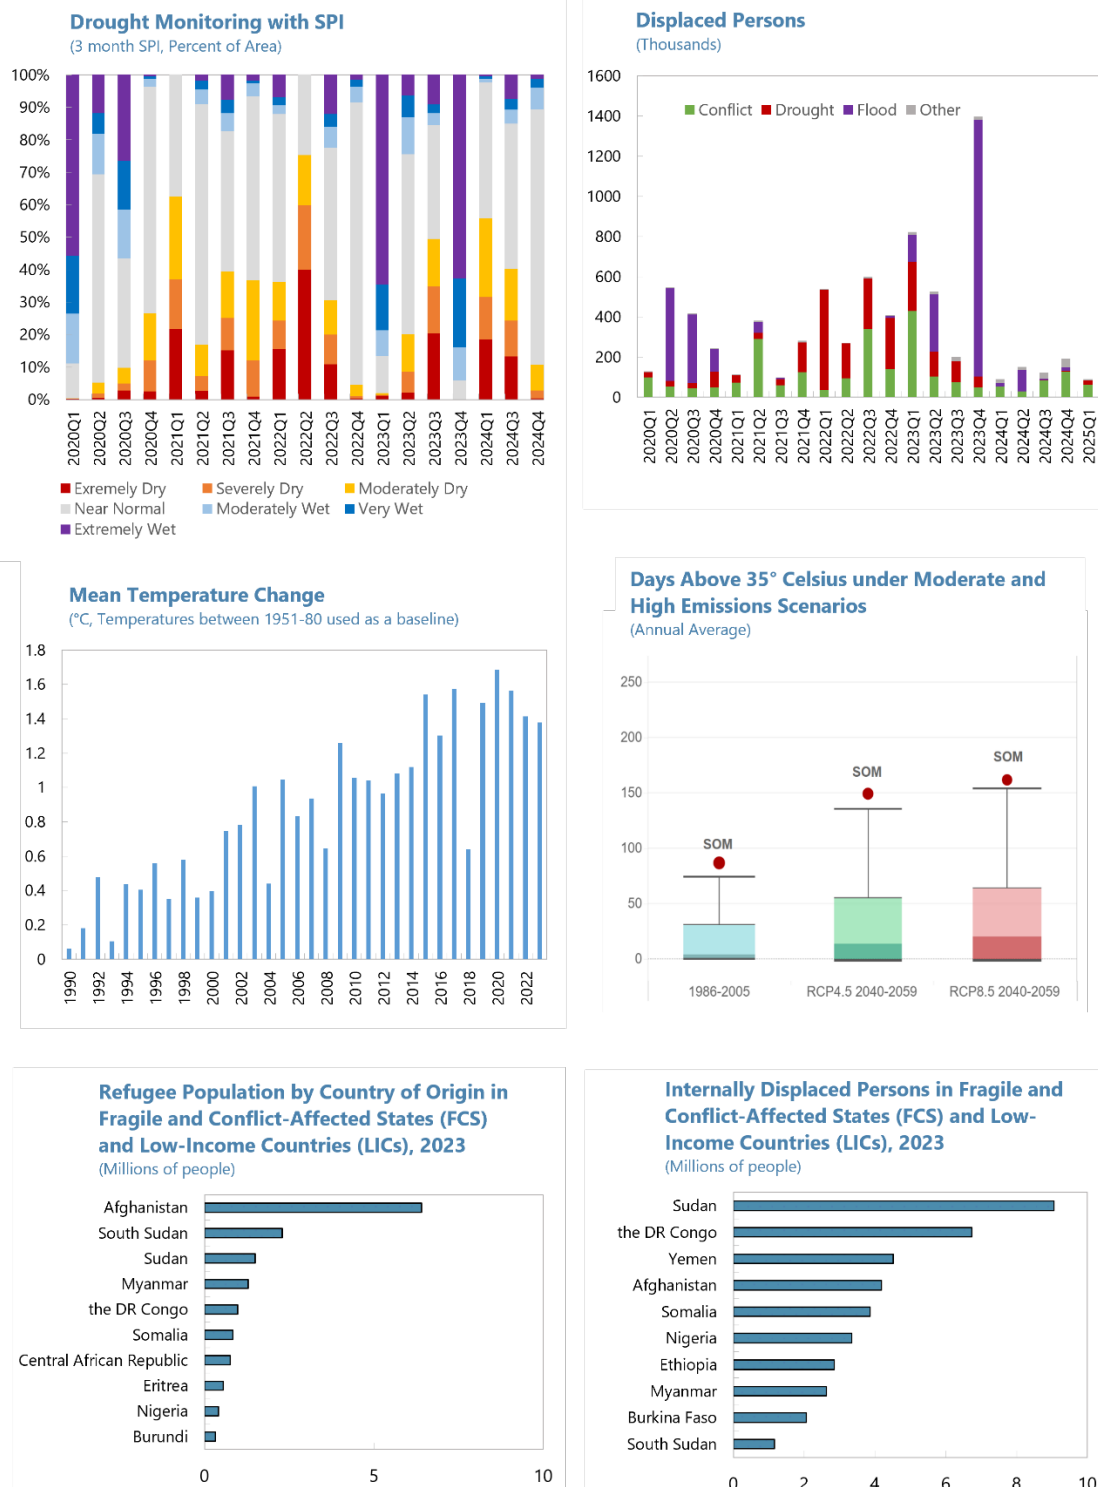 Drought Monitoring with SPI
(3 month SPI, Percent of Area)
100%
90%
80%
70%
60%
50%
40%
30%
20%
10%
0%
2020Q1
2020Q2
2020Q3
2020Q4
2021Q1
2021Q2
2021Q3
2021Q4
2022Q1
2022Q2
2022Q3
2022Q4
2023Q1
2023Q2
2023Q3
2023Q4
2024Q1
2024Q3
2024Q4
Exremely Dry Severely Dry Moderately Dry
Near Normal Moderately Wet Very Wet
Extremely Wet
Displaced Persons
(Thousands)
1600
1400
1200
1000
800
600
400
200
0
Conflict Drought Flood Other
2020Q1
2020Q2
2020Q3
2020Q4
2021Q1
2021Q2
2021Q3
2021Q4
2022Q1
2022Q2
2022Q3
2022Q4
2023Q1
2023Q2
2023Q3
2023Q4
2024Q1
2024Q2
2024Q3
2024Q4
2025Q1
Mean Temperature Change
(°C, Temperatures between 1951-80 used as a baseline)
1.8
1.6
1.4
1.2
1
0.8
0.6
0.4
0.2
0
1990
1992
1994
1996
1998
2000
2002
2004
2006
2008
2010
2012
2014
2016
2018
2020
2022
Days Above 35° Celsius under Moderate and
High Emissions Scenarios
(Annual Average)
250
200
150
100
50
0
SOM
SOM
SOM
1986-2005 RCP4.5 2040-2059 RCP8.5 2040-2059
Refugee Population by Country of Origin in
Fragile and Conflict-Affected States (FCS)
and Low-Income Countries (LICs), 2023
(Millions of people)
Afghanistan
South Sudan
Sudan
Myanmar
the DR Congo
Somalia
Central African Republic
Eritrea
Nigeria
Burundi
0 5 10
Internally Displaced Persons in Fragile and
Conflict-Affected States (FCS) and Low-
Income Countries (LICs), 2023
(Millions of people)
Sudan
the DR Congo
Yemen
Afghanistan
Somalia
Nigeria
Ethiopia
Myanmar
Burkina Faso
South Sudan
0 2 4 6 8 10